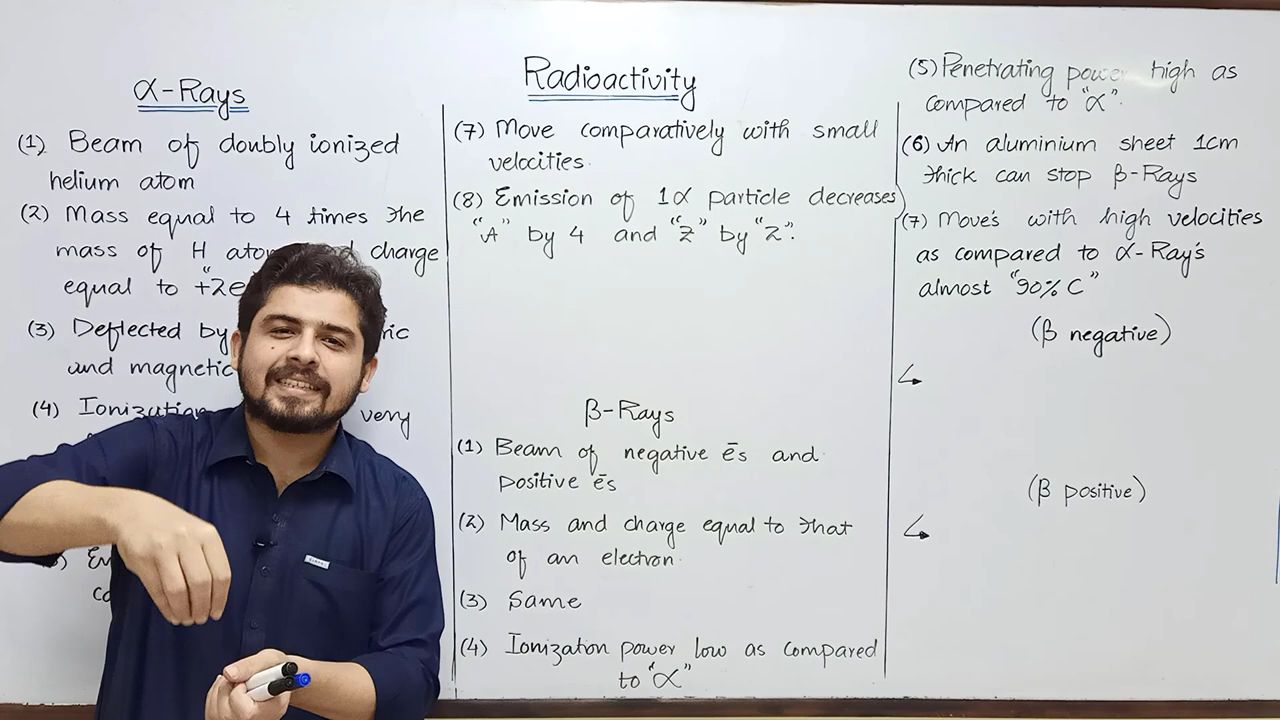 Radioactivity
α-Rays
(1) Beam of doubly ionized
helium atom
(2) Mass equal to 4 times the
mass of H atom and charge
equal to "+2e
(3) Deflected by
and magnetic
(4) Ionization very
(7) Move comparatively with small
velocities.
(8) Emission of 1α particle decreases
"A" by 4 and "Z" by "2".
β-Rays
(1) Beam of negative ēs and
positive ēs
(2) Mass and charge equal to that
of an electron.
(3) Same
(4) Ionization power low as compared
to "α"
(5) Penetrating power high as
compared to "α".
(6) An aluminium sheet 1cm
thick can stop β-Rays
(7) Move's with high velocities
as compared to α-Ray's
almost "90% C"
(β negative)
(β positive)